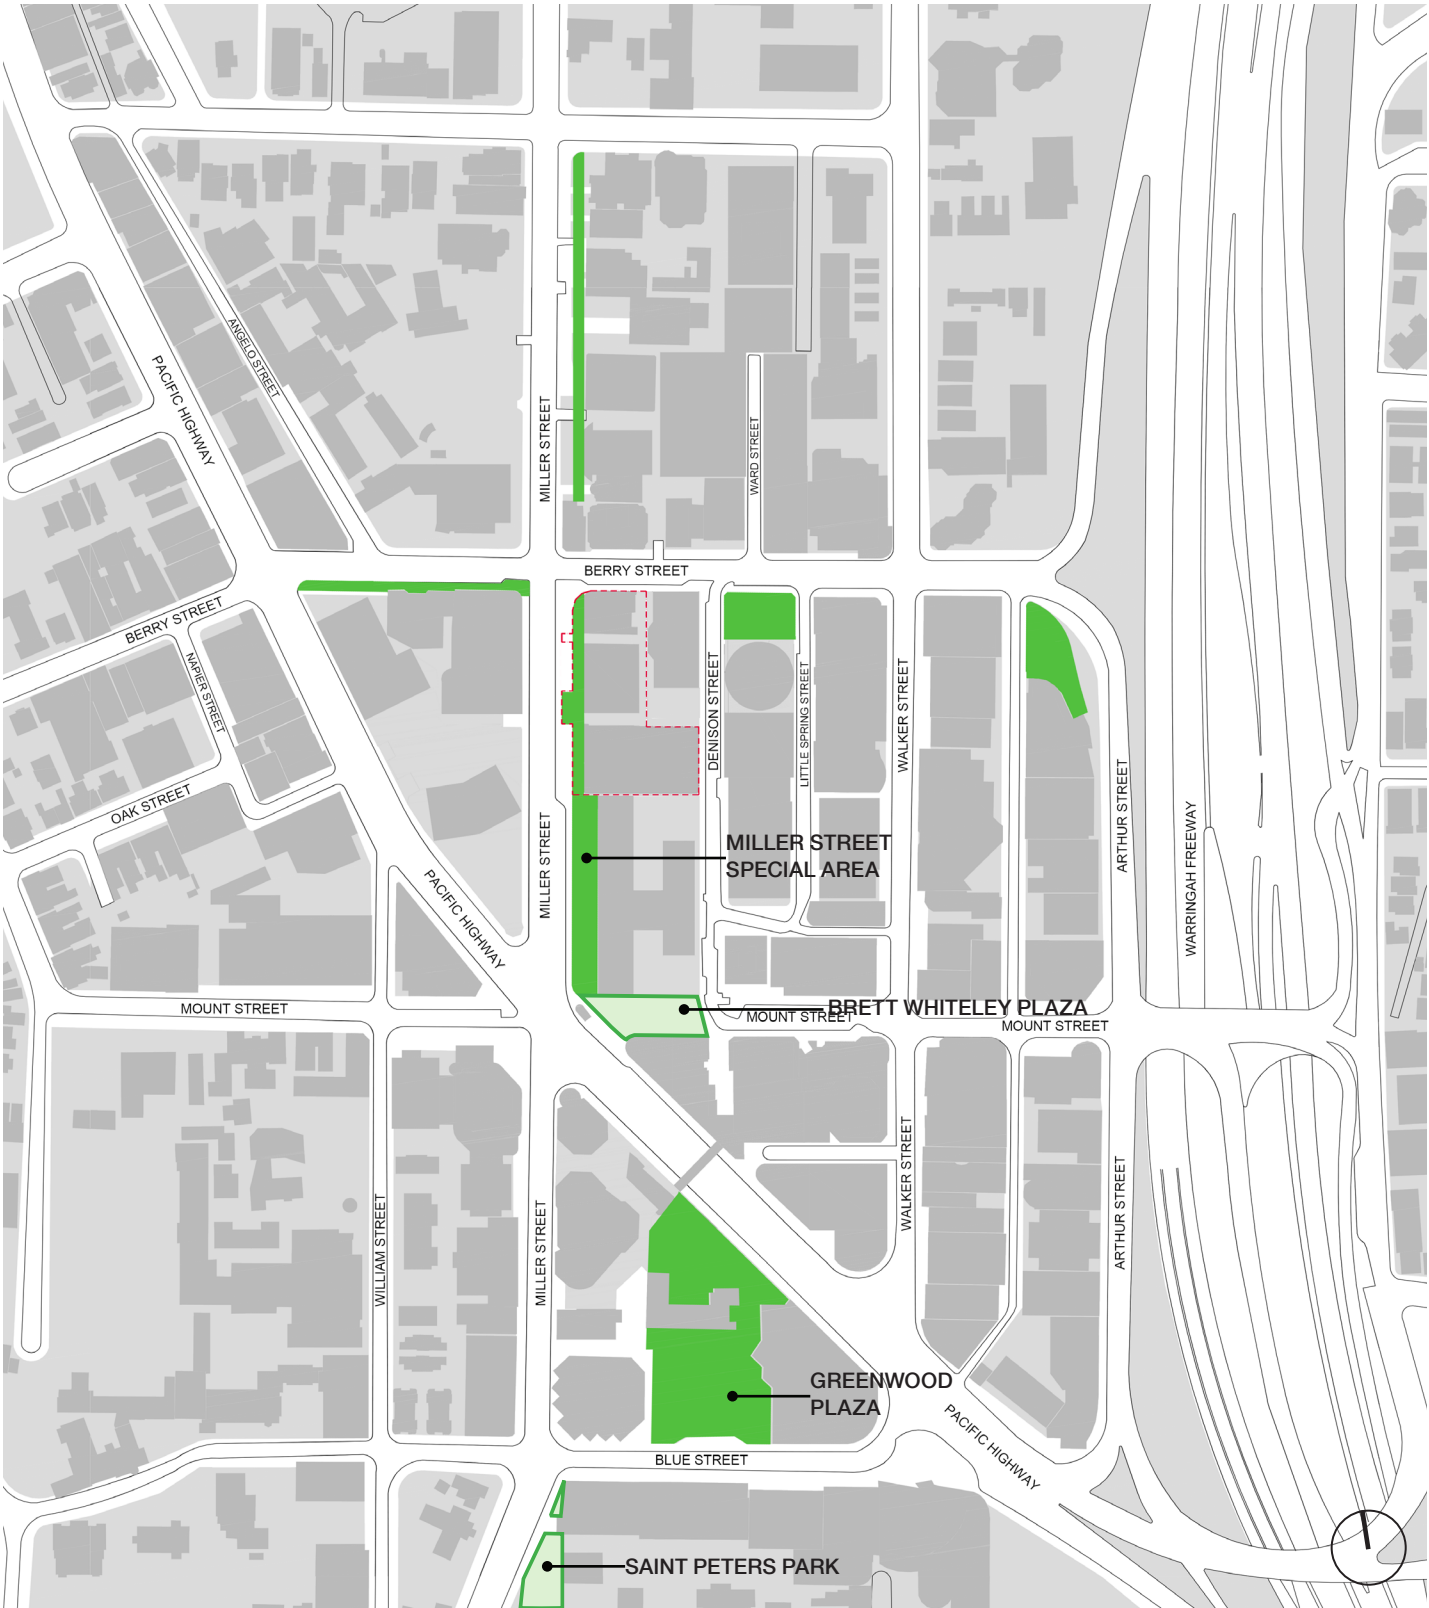 ANGELO STREET
PACIFIC HIGHWAY
MILLER STREET
WARD STREET
BERRY STREET
BERRY STREET
NAPIER STREET
DENISON STREET
LITTLE SPRING STREET
WALKER STREET
OAK STREET
ARTHUR STREET
WARRINGAH FREEWAY
MILLER STREET
MILLER STREET
SPECIAL AREA
PACIFIC HIGHWAY
MOUNT STREET
BRETT WHITELEY PLAZA
MOUNT STREET
MOUNT STREET
WALKER STREET
WILLIAM STREET
MILLER STREET
ARTHUR STREET
GREENWOOD
PLAZA
PACIFIC HIGHWAY
BLUE STREET
SAINT PETERS PARK